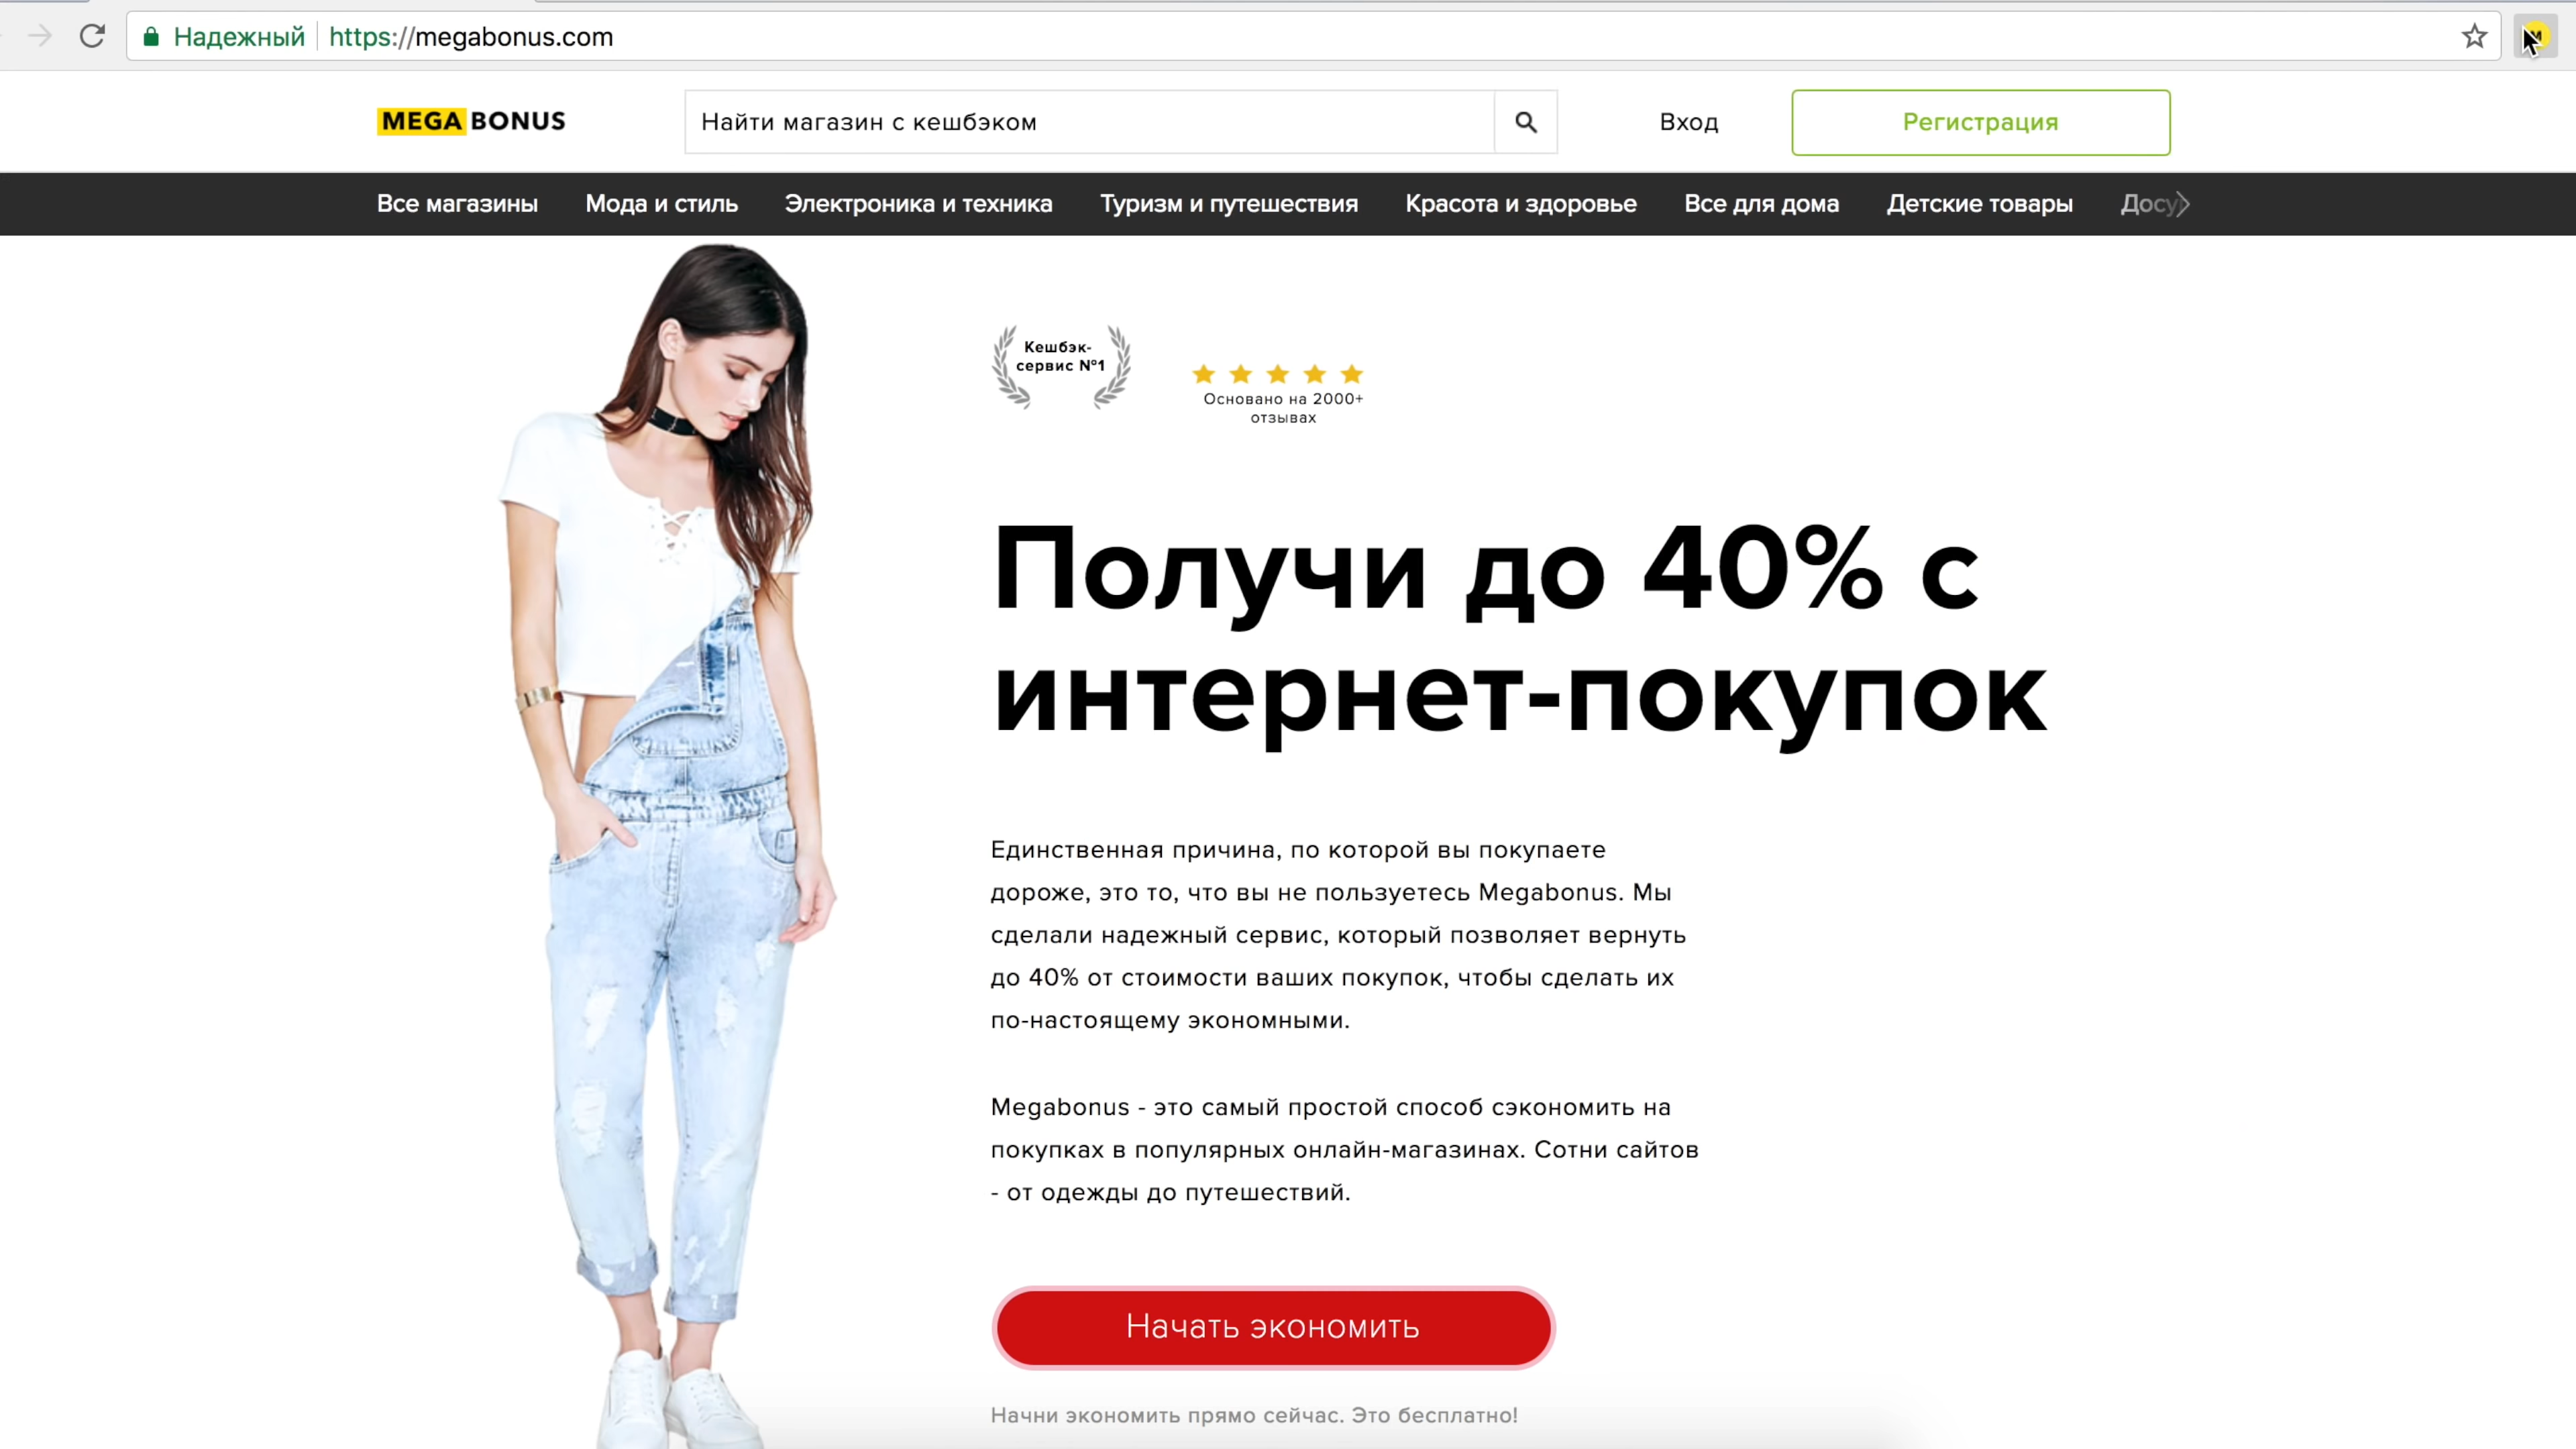 Надежный https://megabonus.com
MEGABONUS
Найти магазин с кешбэком
Вход
Регистрация
Все магазины Мода и стиль Электроника и техника Туризм и путешествия Красота и здоровье Все для дома Детские товары Досу
Кешбэк-
сервис №1
Основано на 2000+
отзывах
Получи до 40% с
интернет-покупок
Единственная причина, по которой вы покупаете
дороже, это то, что вы не пользуетесь Megabonus. Мы
сделали надежный сервис, который позволяет вернуть
до 40% от стоимости ваших покупок, чтобы сделать их
по-настоящему экономными.
Megabonus - это самый простой способ сэкономить на
покупках в популярных онлайн-магазинах. Сотни сайтов
- от одежды до путешествий.
Начать экономить
Начни экономить прямо сейчас. Это бесплатно!